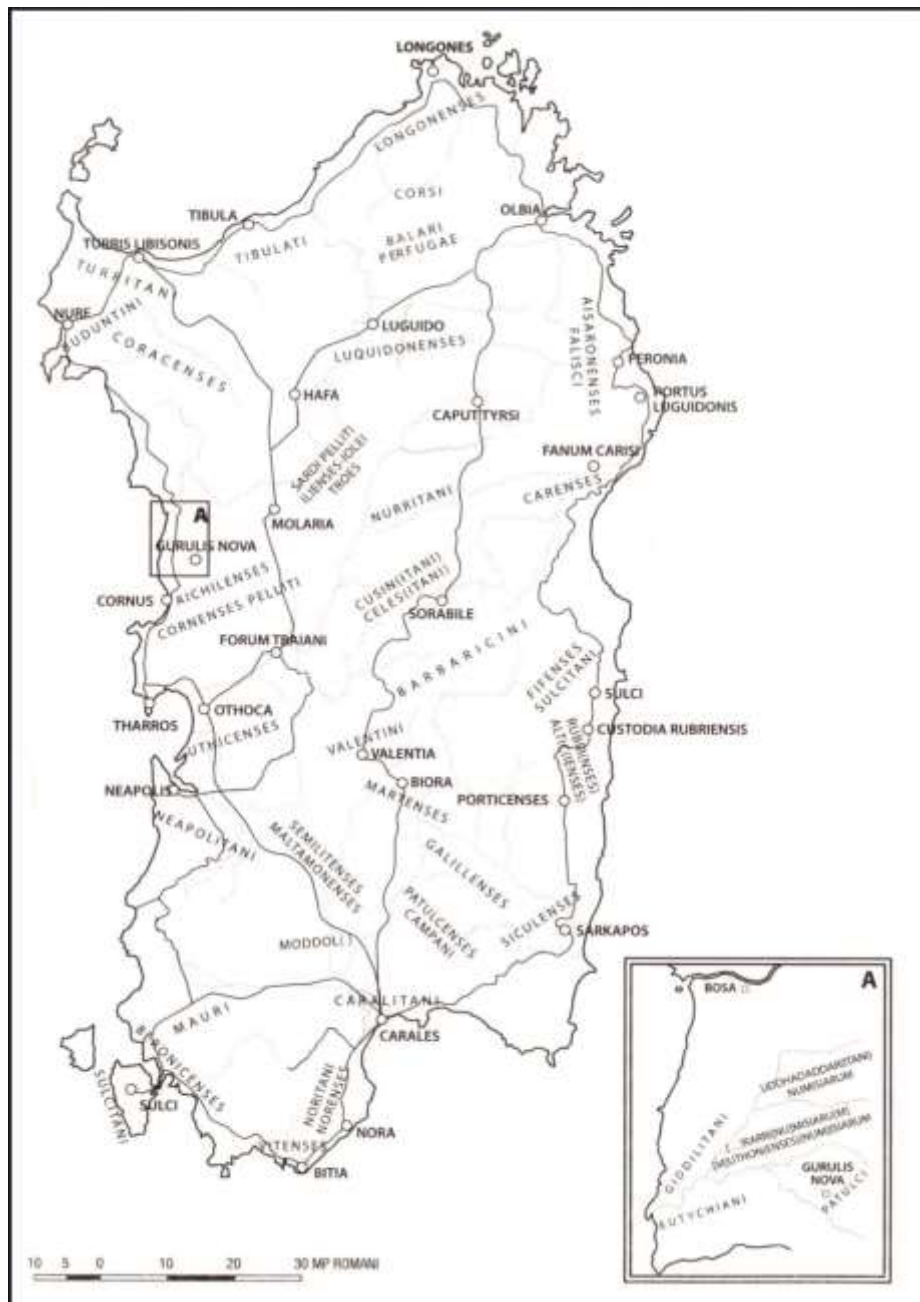 LONGONES
LONGONENSES
CORSI
TIBULA
OLBIA
BALARI
PERFUGAE
TURRIS LIBISONIS
TIBULATI
TURRITANI
NURE
CORACENSES
LUGUIDO
LUQUIDONENSES
AISARONENSES
FALISCI
FERONIA
HAFA
CAPUT TYRSI
PORTUS
LUGUIDONIS
SARDI PELLITI
ILIENSES-IOLEI
TROES
FANUM CARISI
CARENSES
NURRITANI
A
MOLARIA
GURULIS NOVA
CUSIN(ITANI)
CELES(ITANI)
CORNUS
CORNENSES PELLITI
SORABILE
FORUM TRAIANI
BARBARICINI
FIFENSES
SULCITANI
SULCI
THARROS
OTHOCA
UTHICENSES
VALENTINI
VALENTIA
CUSTODIA RUBRIENSIS
NEAPOLIS
BIORA
MARTENSES
PORTICENSES
NEAPOLITANI
SEMILITENSES
MALTAMONENSES
GALILLENSES
PATULCENSES
CAMPANI
SICULENSES
SARKAPOS
MODDOL( )
CARALITANI
MAURI
CARALES
SULCITANI
SULCI
NORITANI
NORENSES
NORA
BITIA
A
BOSA
GIDDILITANI
GURULIS
NOVA
PATULCI
EUTYCHIANI
10 5 0 10 20 30 MP ROMANI